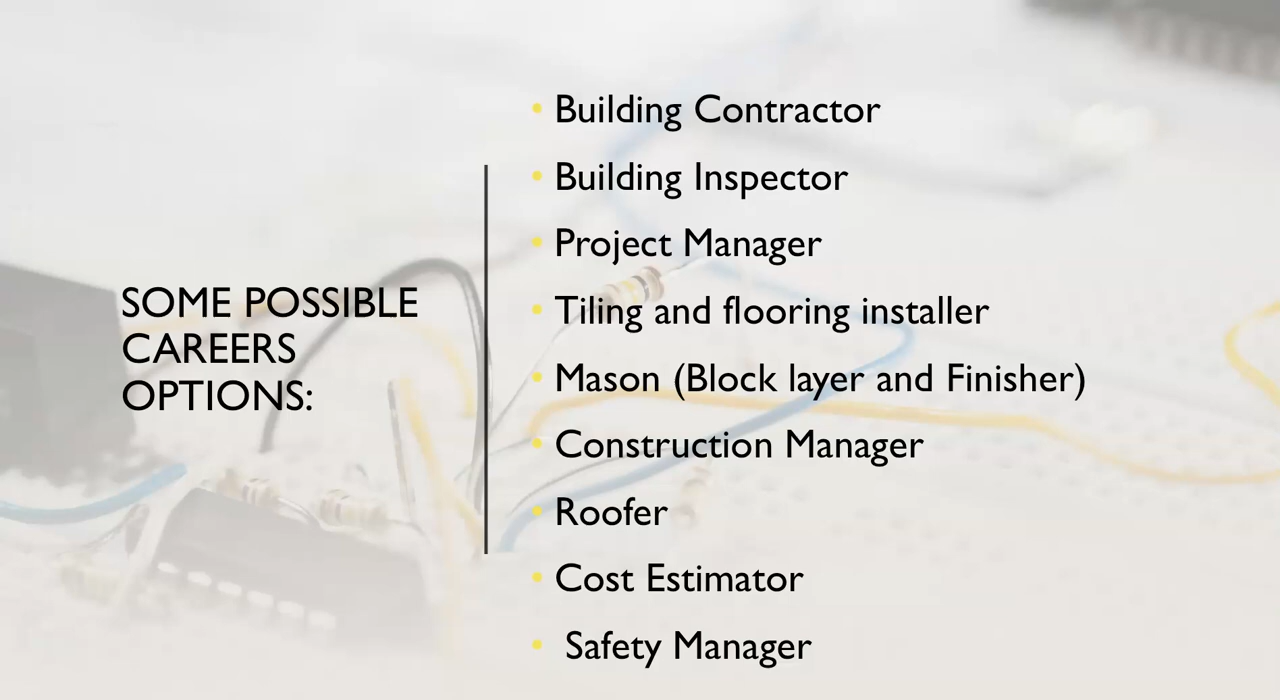 SOME POSSIBLE
CAREERS
OPTIONS:
• Building Contractor
• Building Inspector
• Project Manager
• Tiling and flooring installer
• Mason (Block layer and Finisher)
• Construction Manager
• Roofer
• Cost Estimator
• Safety Manager